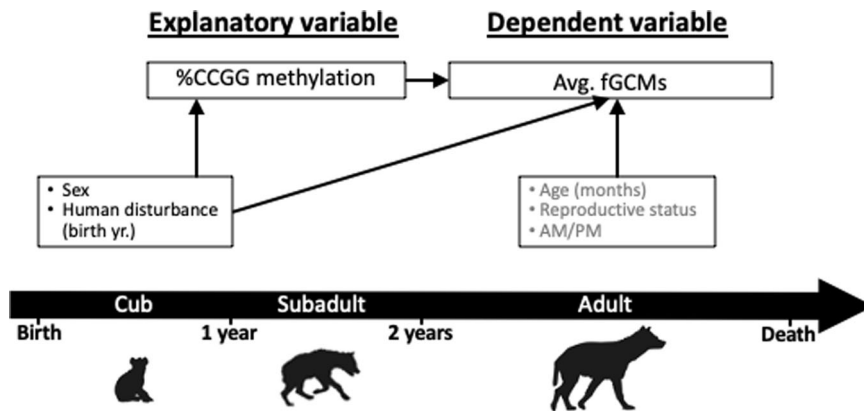 Explanatory variable
Dependent variable
%CCGG methylation
Avg. fGCMs
• Sex
• Human disturbance
(birth yr.)
• Age (months)
• Reproductive status
• AM/PM
Cub
Subadult
Adult
Birth
1 year
2 years
Death